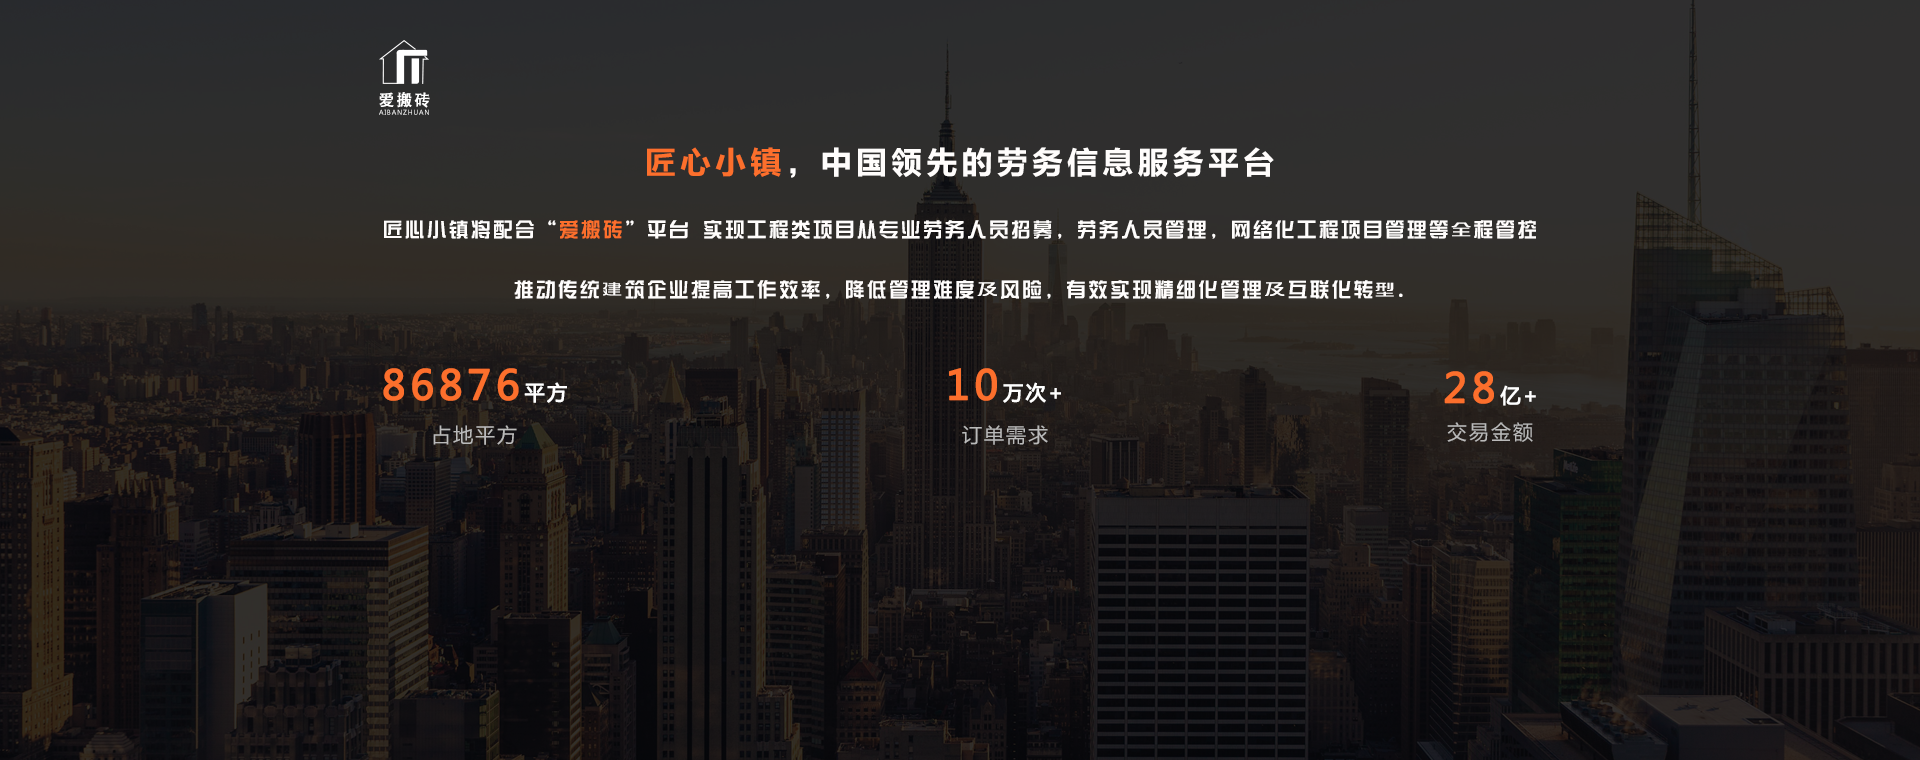 爱搬砖
AIBANZHUAN
匠心小镇，中国领先的劳务信息服务平台
匠心小镇将配合“爱搬砖”平台 实现工程类项目从专业劳务人员招募，劳务人员管理，网络化工程项目管理等全程管控
推动传统建筑企业提高工作效率，降低管理难度及风险，有效实现精细化管理及互联化转型.
86876平方
占地平方
10万次+
订单需求
28亿+
交易金额